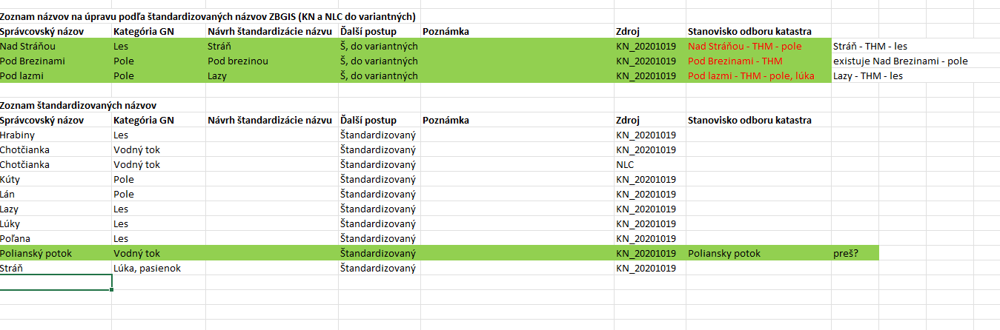 Zoznam názvov na úpravu podľa štandardizovaných názvov ZBGIS (KN a NLC do variantných)
Správcovský názov Kategória GN Návrh štandardizácie názvu Ďalší postup Poznámka Zdroj Stanovisko odboru katastra
Nad Stráňou Les Stráň Š, do variantných KN_20201019 Nad Stráňou - THM - pole Stráň - THM - les
Pod Brezinami Pole Pod brezinou Š, do variantných KN_20201019 Pod Brezinami - THM existuje Nad Brezinami - pole
Pod lazmi Pole Lazy Š, do variantných KN_20201019 Pod lazmi - THM - pole, lúka Lazy - THM - les
Zoznam štandardizovaných názvov
Správcovský názov Kategória GN Návrh štandardizácie názvu Ďalší postup Poznámka Zdroj Stanovisko odboru katastra
Hrabiny Les Štandardizovaný KN_20201019
Chotčianka Vodný tok Štandardizovaný KN_20201019
Chotčianka Vodný tok Štandardizovaný NLC
Kúty Pole Štandardizovaný KN_20201019
Lán Pole Štandardizovaný KN_20201019
Lazy Les Štandardizovaný KN_20201019
Lúky Les Štandardizovaný KN_20201019
Poľana Les Štandardizovaný KN_20201019
Polianský potok Vodný tok Štandardizovaný KN_20201019 Poliansky potok preš?
Stráň Lúka, pasienok Štandardizovaný KN_20201019